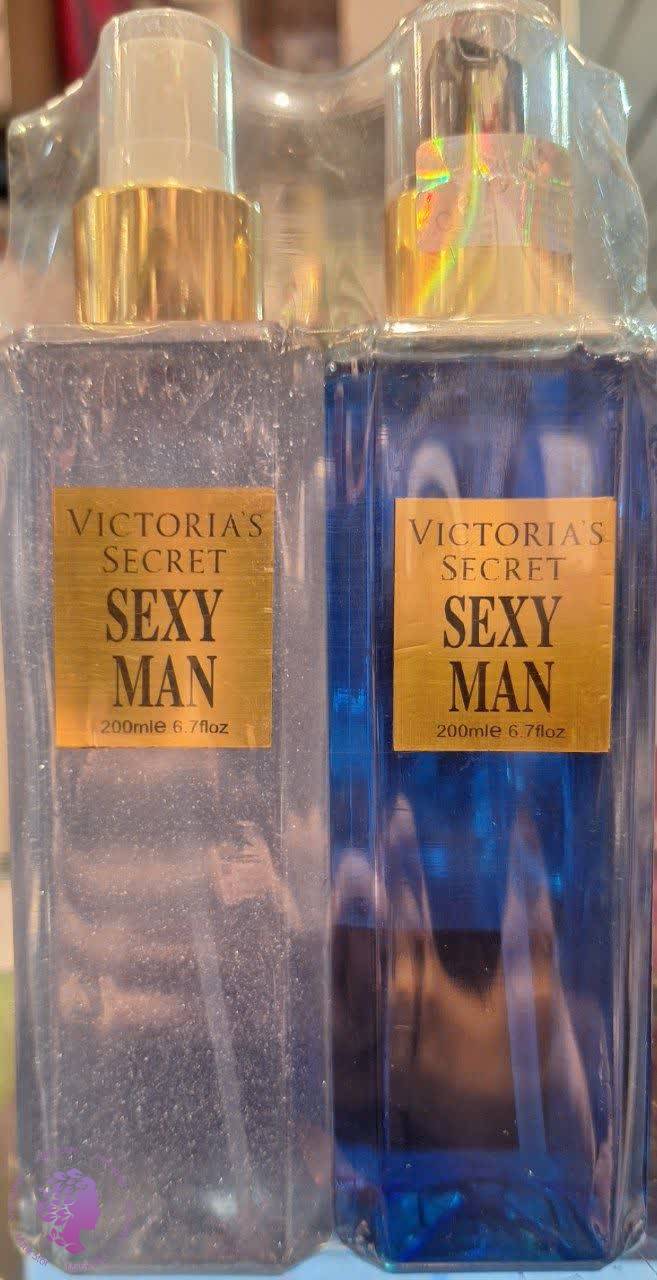 VICTORIA'S
SECRET
SEXY
MAN
200mle 6.7floz
VICTORIA'S
SECRET
SEXY
MAN
200mle 6.7floz